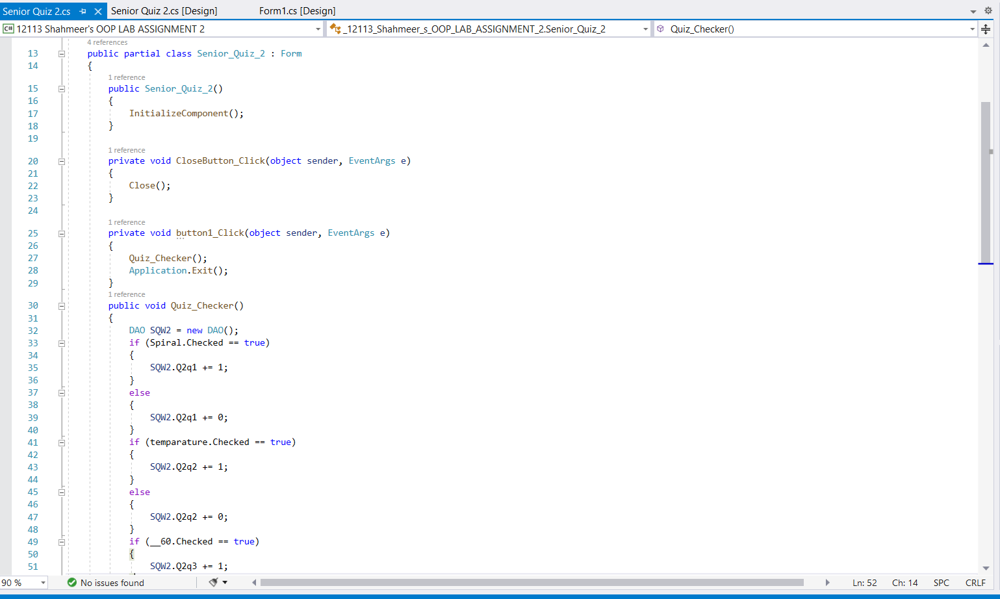 Senior Quiz 2.cs Senior Quiz 2.cs [Design] Form1.cs [Design]
C# 12113 Shahmeer's OOP LAB ASSIGNMENT 2 _12113_Shahmeer_s_OOP_LAB_ASSIGNMENT_2.Senior_Quiz_2 Quiz_Checker()
4 references
13 public partial class Senior_Quiz_2 : Form
14 {
1 reference
15 public Senior_Quiz_2()
16 {
17 InitializeComponent();
18 }
19
1 reference
20 private void CloseButton_Click(object sender, EventArgs e)
21 {
22 Close();
23 }
24
1 reference
25 private void button1_Click(object sender, EventArgs e)
26 {
27 Quiz_Checker();
28 Application.Exit();
29 }
1 reference
30 public void Quiz_Checker()
31 {
32 DAO SQW2 = new DAO();
33 if (Spiral.Checked == true)
34 {
35 SQW2.Q2q1 += 1;
36 }
37 else
38 {
39 SQW2.Q2q1 += 0;
40 }
41 if (temparature.Checked == true)
42 {
43 SQW2.Q2q2 += 1;
44 }
45 else
46 {
47 SQW2.Q2q2 += 0;
48 }
49 if (__60.Checked == true)
50 {
51 SQW2.Q2q3 += 1;
90 % No issues found Ln: 52 Ch: 14 SPC CRLF